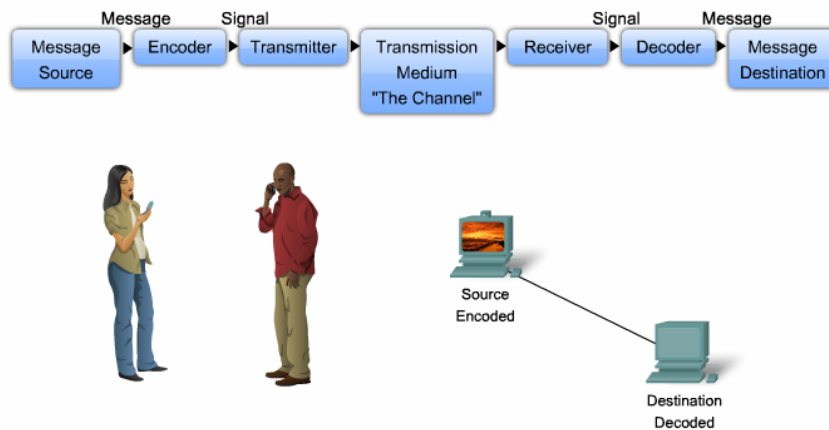 Message Signal Signal Message
Message Source
Encoder
Transmitter
Transmission Medium "The Channel"
Receiver
Decoder
Message Destination
Source
Encoded
Destination
Decoded